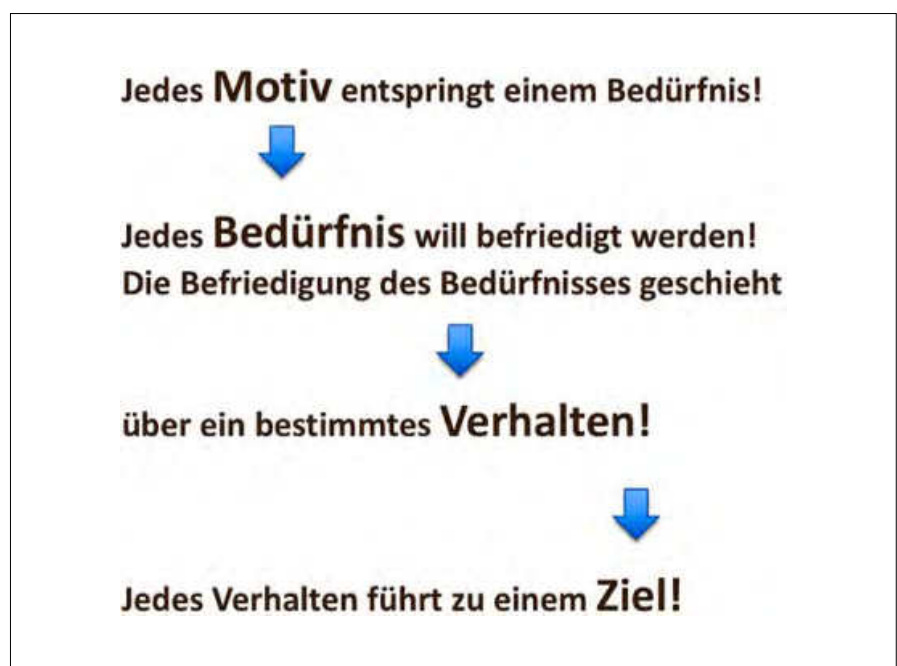 Jedes Motiv entspringt einem Bedürfnis!
Jedes Bedürfnis will befriedigt werden!
Die Befriedigung des Bedürfnisses geschieht
über ein bestimmtes Verhalten!
Jedes Verhalten führt zu einem Ziel!